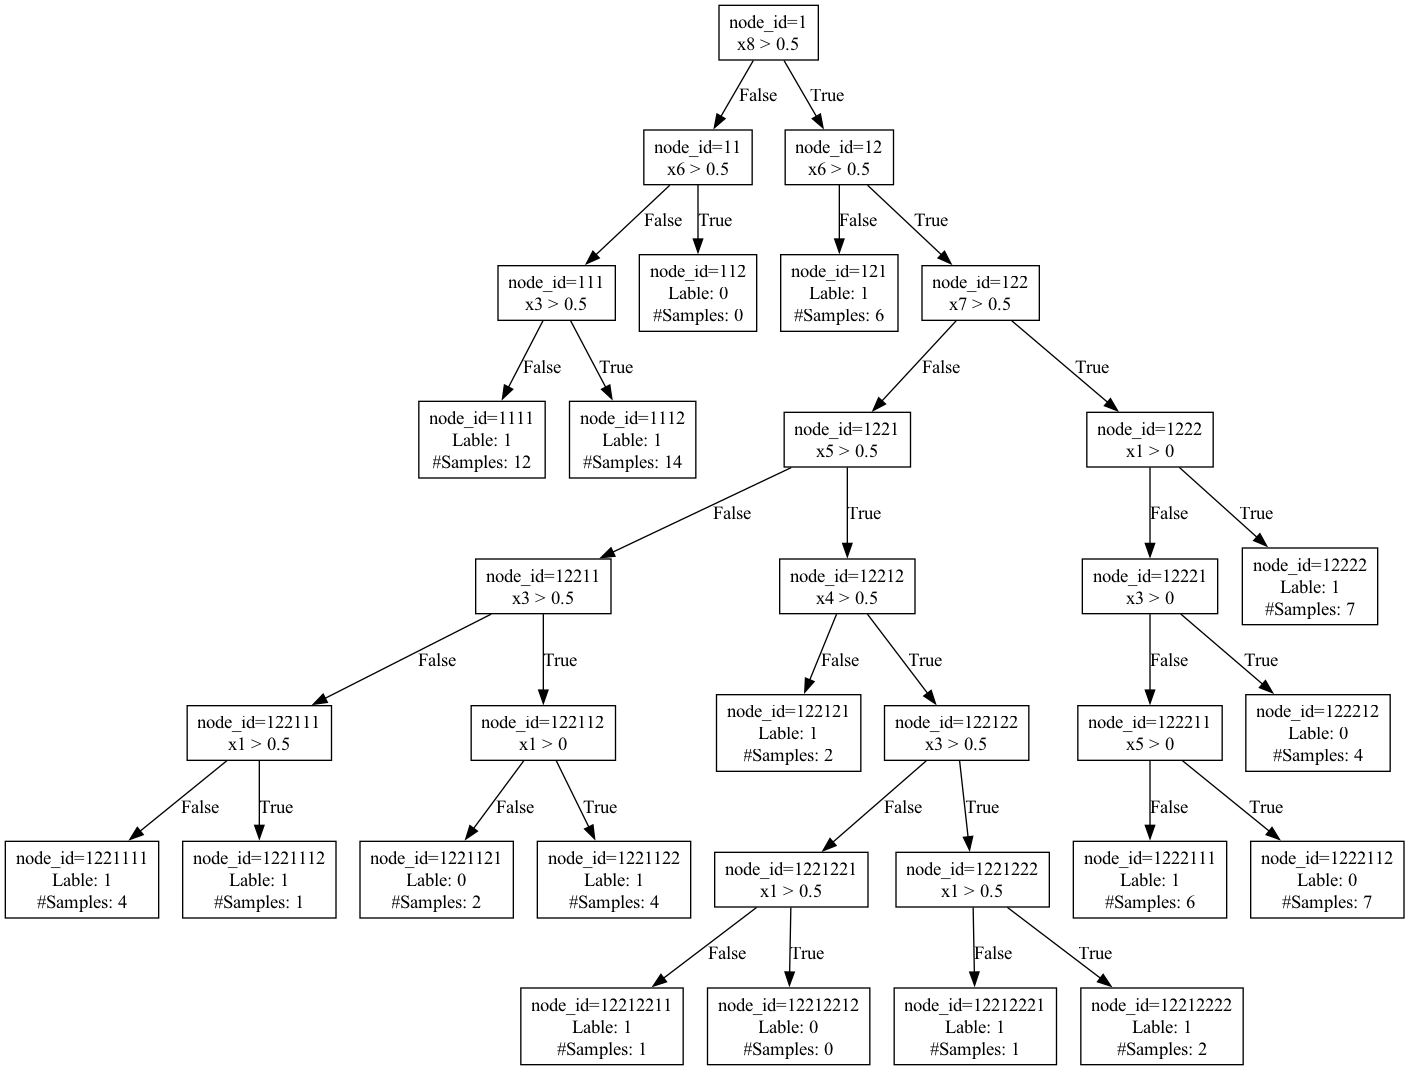 node_id=1
x8 > 0.5
False
True
node_id=11
x6 > 0.5
node_id=12
x6 > 0.5
False
True
False
True
node_id=111
x3 > 0.5
node_id=112
Lable: 0
#Samples: 0
node_id=121
Lable: 1
#Samples: 6
node_id=122
x7 > 0.5
False
True
False
True
node_id=1111
Lable: 1
#Samples: 12
node_id=1112
Lable: 1
#Samples: 14
node_id=1221
x5 > 0.5
node_id=1222
x1 > 0
False
True
False
True
node_id=12211
x3 > 0.5
node_id=12212
x4 > 0.5
node_id=12221
x3 > 0
node_id=12222
Lable: 1
#Samples: 7
False
True
False
True
False
True
node_id=122111
x1 > 0.5
node_id=122112
x1 > 0
node_id=122121
Lable: 1
#Samples: 2
node_id=122122
x3 > 0.5
node_id=122211
x5 > 0
node_id=122212
Lable: 0
#Samples: 4
False
True
False
True
False
True
False
True
node_id=1221111
Lable: 1
#Samples: 4
node_id=1221112
Lable: 1
#Samples: 1
node_id=1221121
Lable: 0
#Samples: 2
node_id=1221122
Lable: 1
#Samples: 4
node_id=1221221
x1 > 0.5
node_id=1221222
x1 > 0.5
node_id=1222111
Lable: 1
#Samples: 6
node_id=1222112
Lable: 0
#Samples: 7
False
True
False
True
node_id=12212211
Lable: 1
#Samples: 1
node_id=12212212
Lable: 0
#Samples: 0
node_id=12212221
Lable: 1
#Samples: 1
node_id=12212222
Lable: 1
#Samples: 2